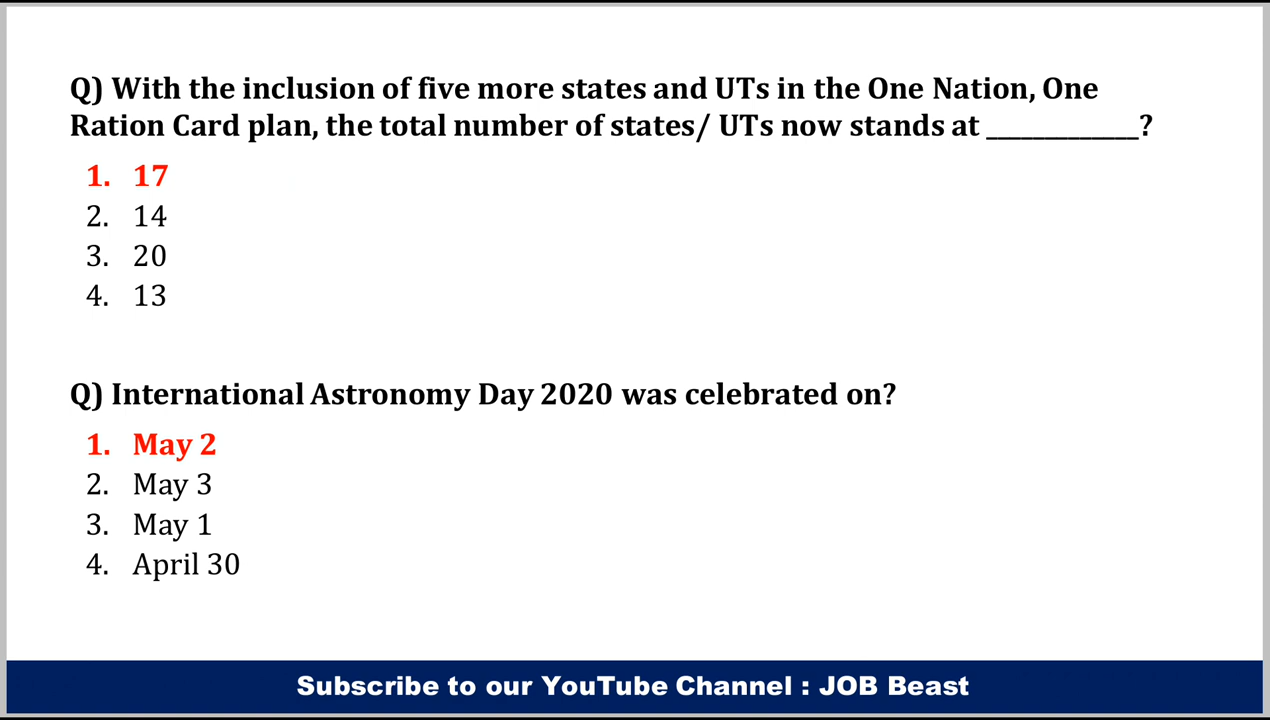 Q) With the inclusion of five more states and UTs in the One Nation, One
Ration Card plan, the total number of states/ UTs now stands at _____________?
1. 17
2. 14
3. 20
4. 13
Q) International Astronomy Day 2020 was celebrated on?
1. May 2
2. May 3
3. May 1
4. April 30
Subscribe to our YouTube Channel : JOB Beast